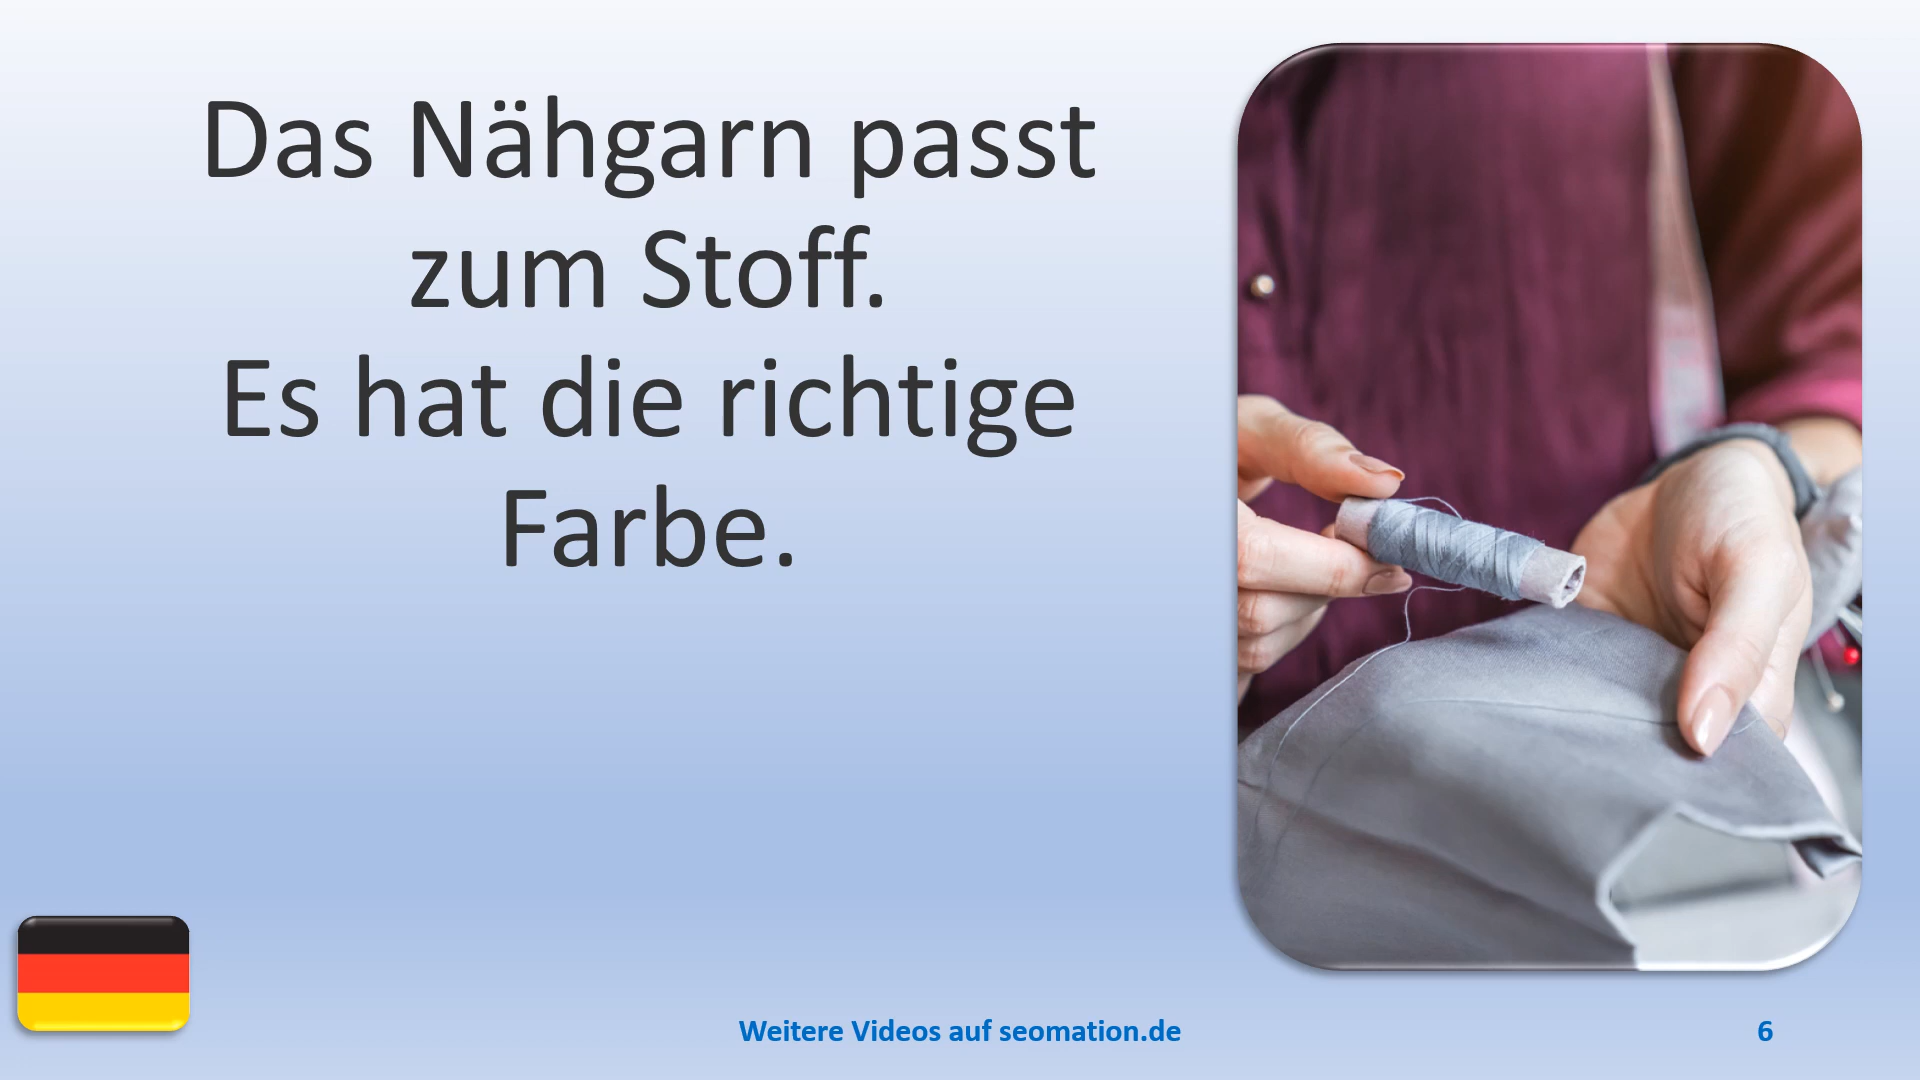 Das Nähgarn passt
zum Stoff.
Es hat die richtige
Farbe.
Weitere Videos auf seomation.de
6